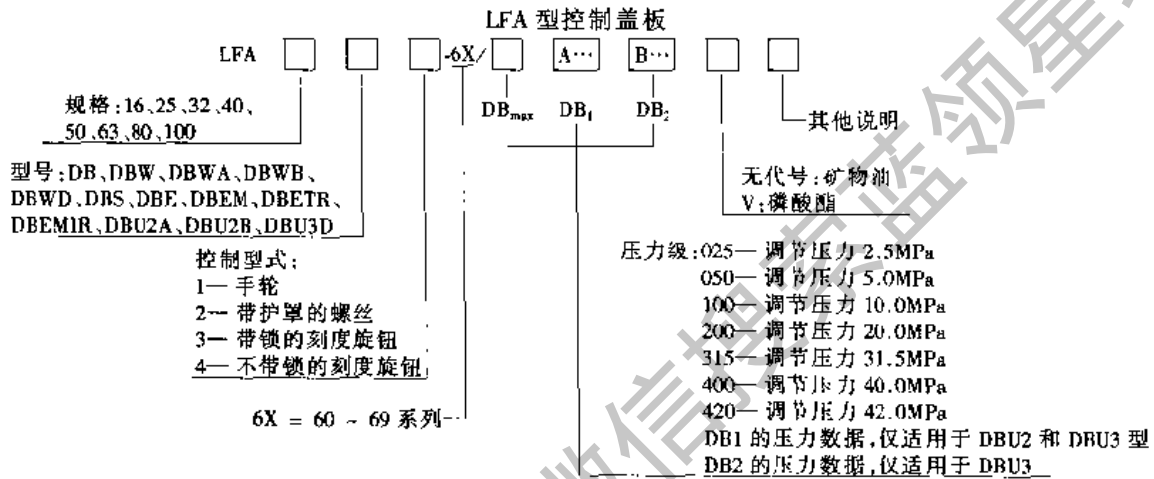 LFA 型控制盖板
LFA -6X/ A… B…
DBmax DB1 DB2
规格:16、25、32、40、
50、63、80、100
其他说明
型号:DB、DBW、DBWA、DBWB、
DBWD、DBS、DBE、DBEM、DBETR、
DBEM1R、DBU2A、DBU2B、DBU3D
无代号:矿物油
V:磷酸酯
控制型式:
1—手轮
2—带护罩的螺丝
3—带锁的刻度旋钮
4—不带锁的刻度旋钮
6X = 60 ~ 69 系列
压力级:025—调节压力 2.5MPa
050—调节压力 5.0MPa
100—调节压力 10.0MPa
200—调节压力 20.0MPa
315—调节压力 31.5MPa
400—调节压力 40.0MPa
420—调节压力 42.0MPa
DB1 的压力数据,仅适用于 DBU2 和 DBU3 型
DB2 的压力数据,仅适用于 DBU3
微信搜索蓝领星